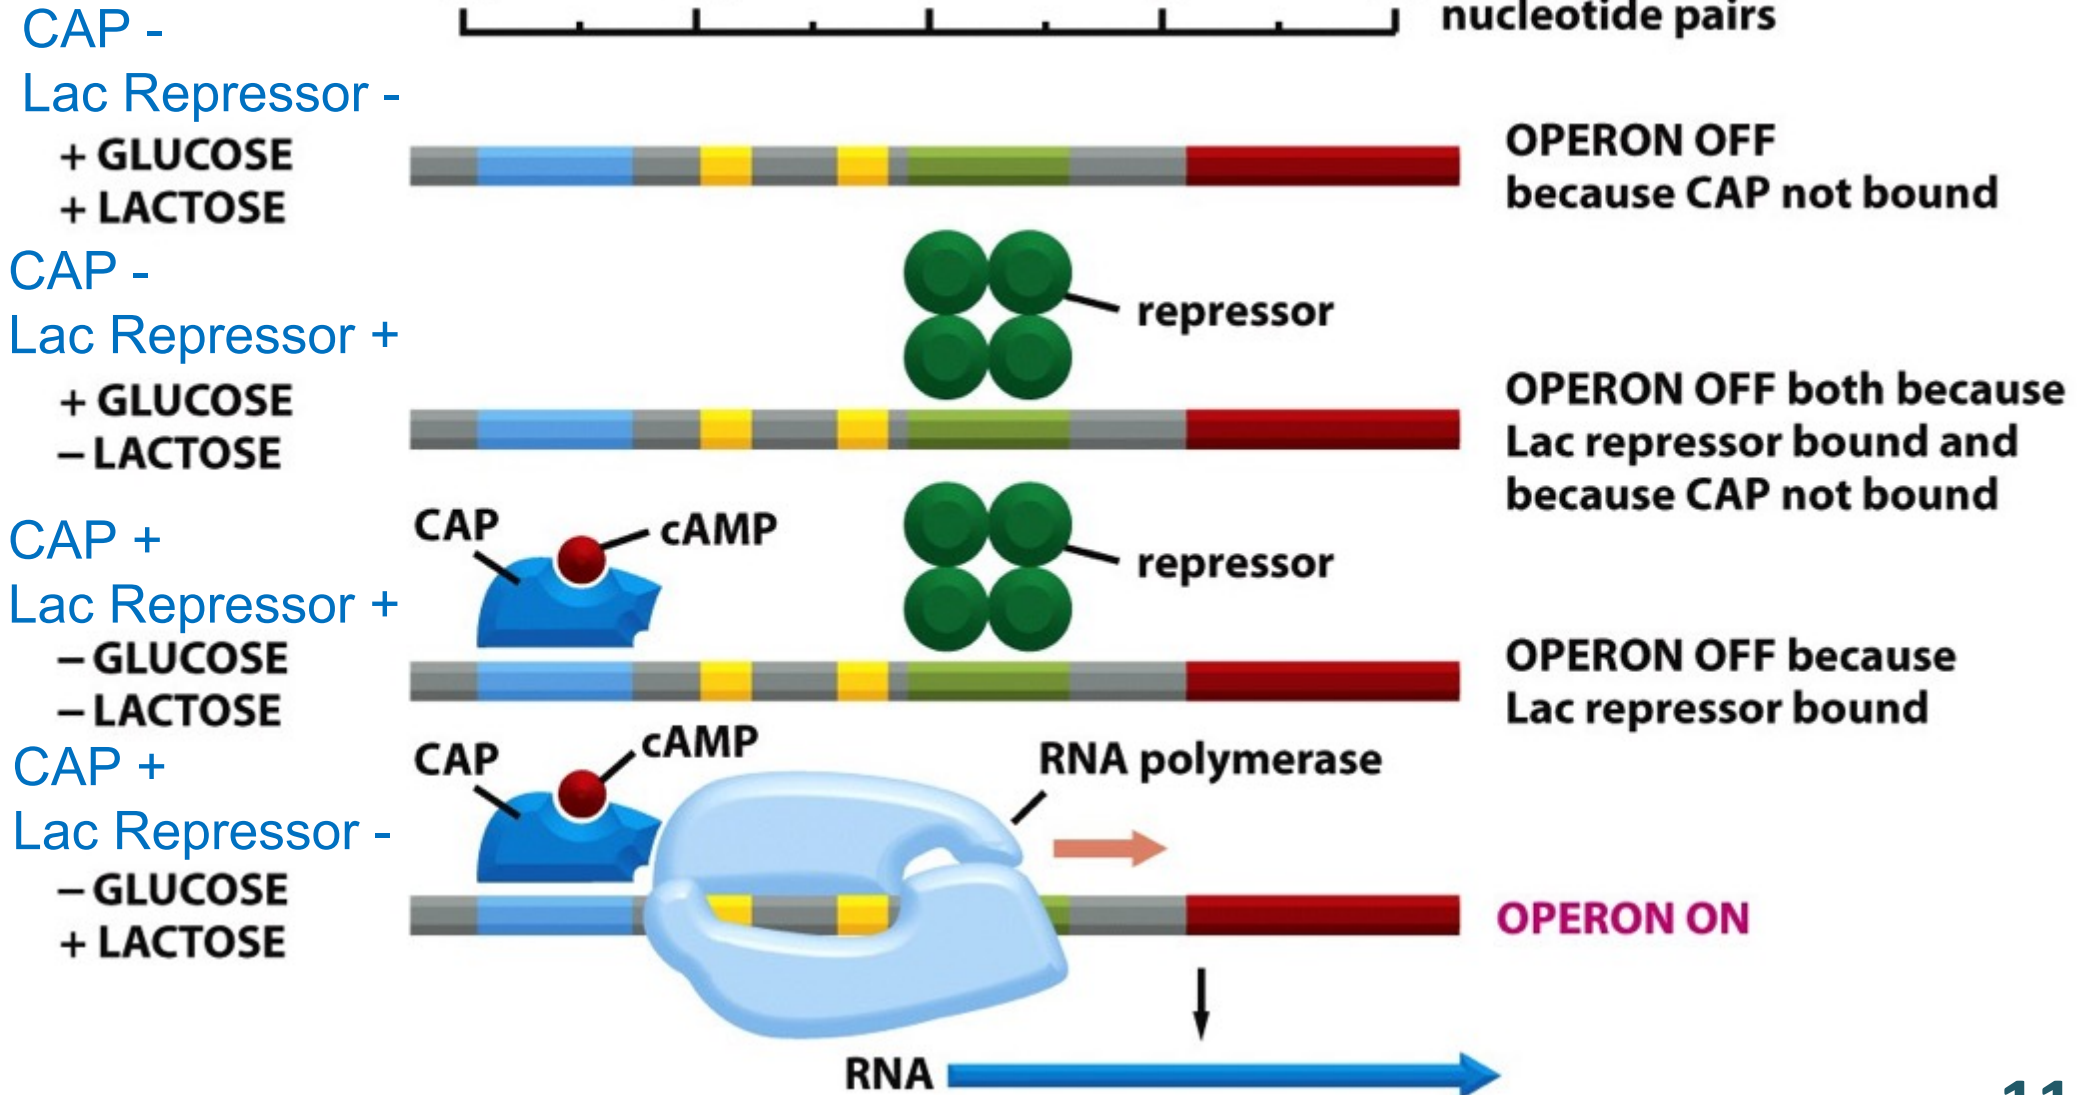 nucleotide pairs
CAP -
Lac Repressor -
+ GLUCOSE
+ LACTOSE
OPERON OFF
because CAP not bound
CAP -
Lac Repressor +
+ GLUCOSE
– LACTOSE
repressor
OPERON OFF both because
Lac repressor bound and
because CAP not bound
CAP +
Lac Repressor +
– GLUCOSE
– LACTOSE
CAP
cAMP
repressor
OPERON OFF because
Lac repressor bound
CAP +
Lac Repressor -
– GLUCOSE
+ LACTOSE
CAP
cAMP
RNA polymerase
OPERON ON
RNA